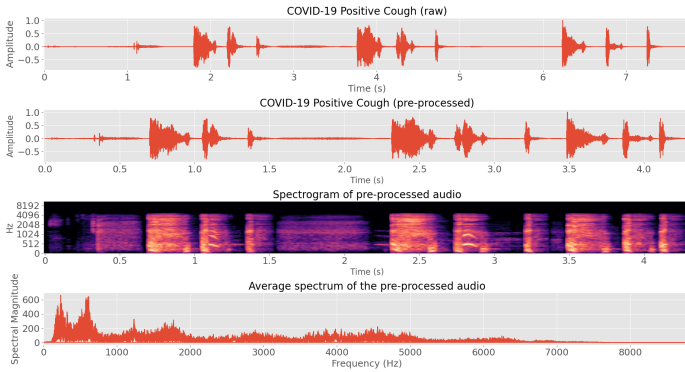 COVID-19 Positive Cough (raw)
Amplitude
1.0
0.5
0.0
−0.5
0 1 2 3 4 5 6 7
Time (s)
COVID-19 Positive Cough (pre-processed)
Amplitude
1.0
0.5
0.0
−0.5
0.0 0.5 1.0 1.5 2.0 2.5 3.0 3.5 4.0
Time (s)
Spectrogram of pre-processed audio
Hz
8192
4096
2048
1024
512
0
0 0.5 1 1.5 2 2.5 3 3.5 4
Time (s)
Average spectrum of the pre-processed audio
Spectral Magnitude
600
400
200
0
0 1000 2000 3000 4000 5000 6000 7000 8000
Frequency (Hz)